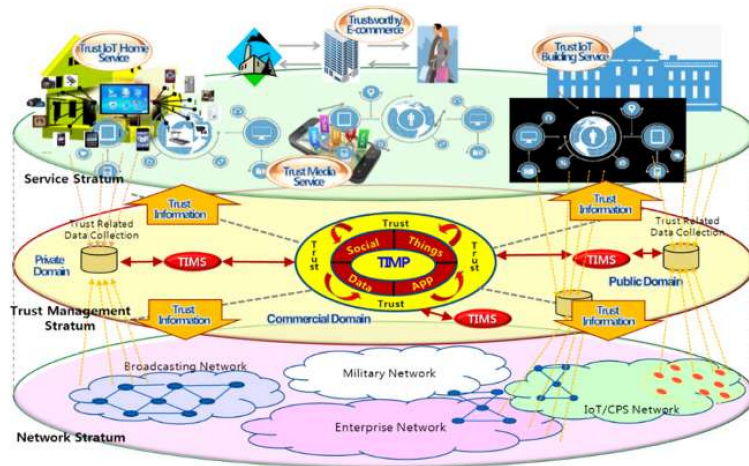 Trustworthy
E-commerce
Trust IoT Home
Service
Trust IoT
Building Service
Trust Media
Service
Service Stratum
Trust
Information
Trust
Information
Trust Related
Data Collection
Trust Related
Data Collection
Private
Domain
TIMS
Trust
Trust
Social
Things
TIMP
Data
App
Trust
Trust
TIMS
Public Domain
Trust Management
Stratum
Trust
Information
Commercial Domain
TIMS
Trust
Information
Broadcasting Network
Military Network
IoT/CPS Network
Enterprise Network
Network Stratum